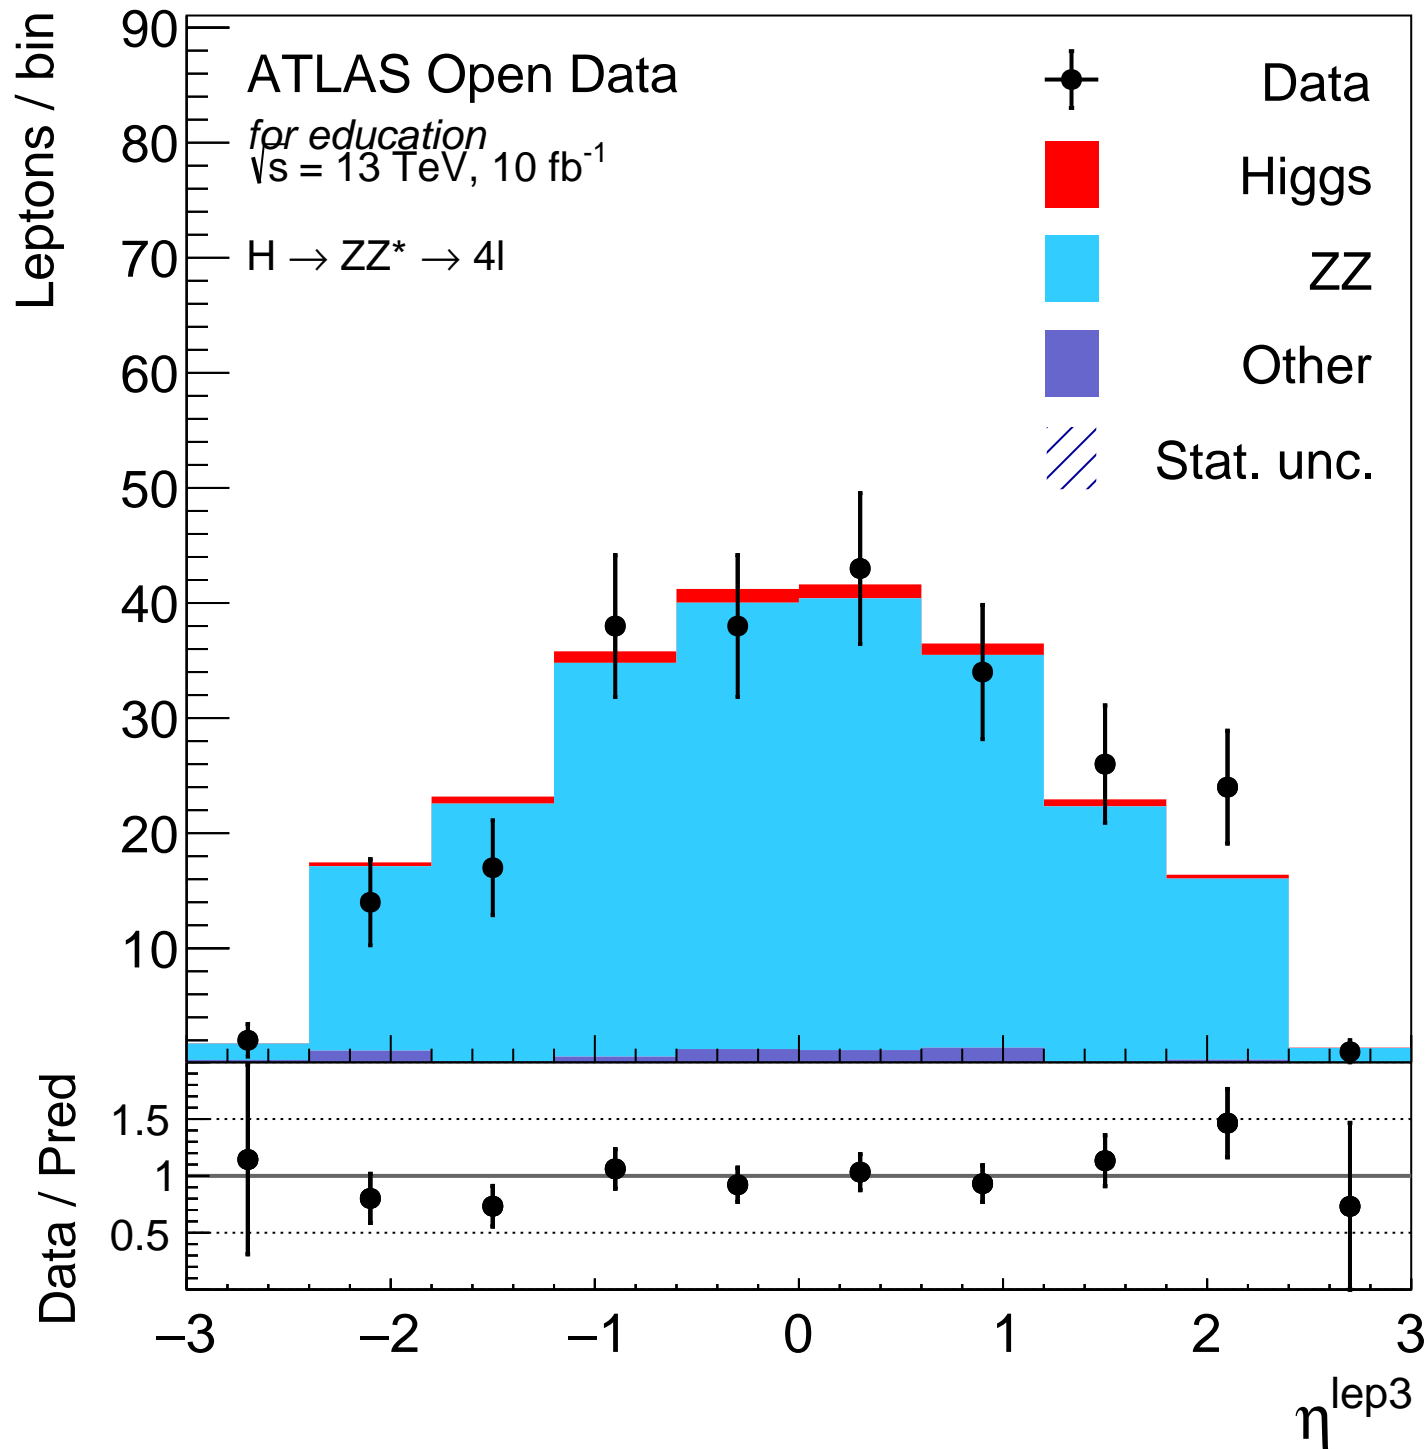 Leptons / bin
90
80
70
60
50
40
30
20
10
ATLAS Open Data
for education
√s = 13 TeV, 10 fb⁻¹
H → ZZ* → 4l
Data
Higgs
ZZ
Other
Stat. unc.
Data / Pred
1.5
1
0.5
−3 −2 −1 0 1 2 3
η^lep3